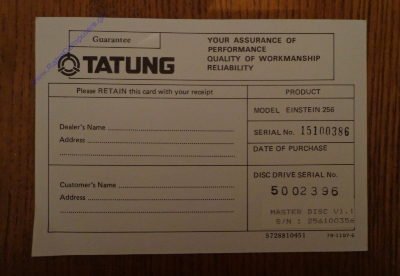 Guarantee
TATUNG
YOUR ASSURANCE OF
PERFORMANCE
QUALITY OF WORKMANSHIP
RELIABILITY
Please RETAIN this card with your receipt
PRODUCT
MODEL EINSTEIN 256
Dealer's Name
Address
SERIAL No. 15100386
DATE OF PURCHASE
Customer's Name
Address
DISC DRIVE SERIAL No.
5002396
MASTER DISC V1.1
S/N : 25610035
5728810451